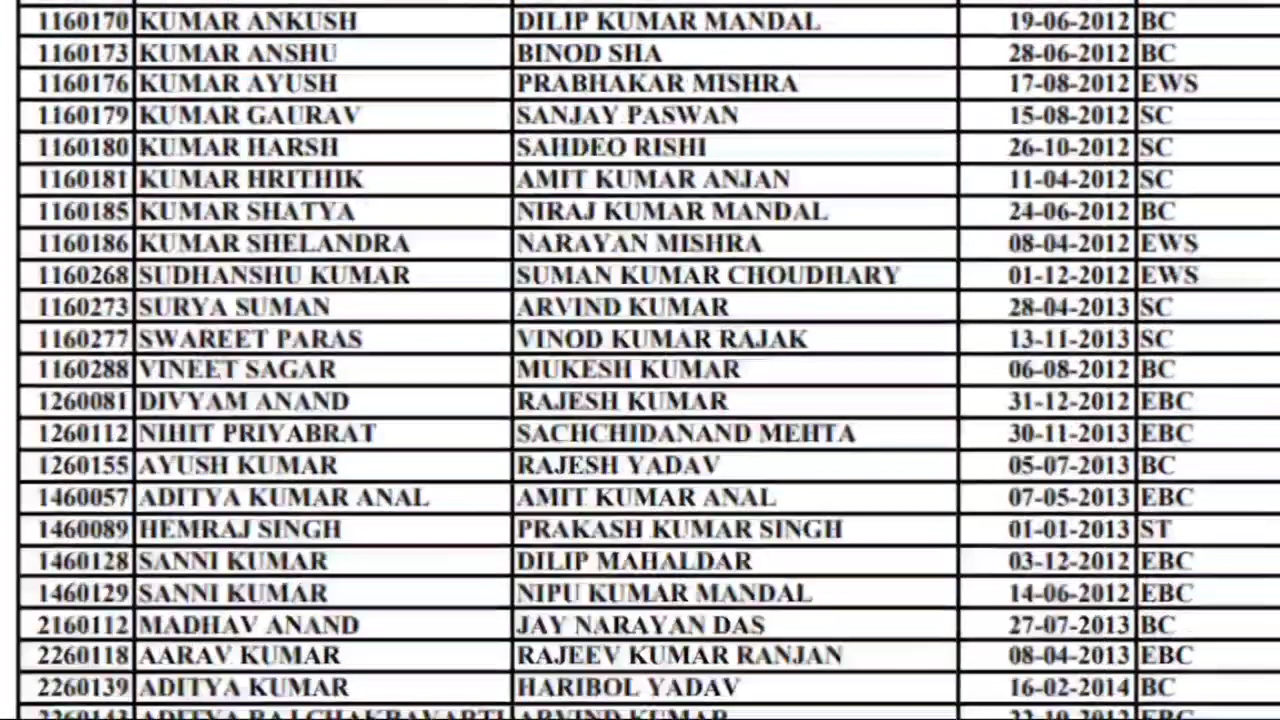 1160170 KUMAR ANKUSH DILIP KUMAR MANDAL 19-06-2012 BC
1160173 KUMAR ANSHU BINOD SHA 28-06-2012 BC
1160176 KUMAR AYUSH PRABHAKAR MISHRA 17-08-2012 EWS
1160179 KUMAR GAURAV SANJAY PASWAN 15-08-2012 SC
1160180 KUMAR HARSH SAHDEO RISHI 26-10-2012 SC
1160181 KUMAR HRITHIK AMIT KUMAR ANJAN 11-04-2012 SC
1160185 KUMAR SHATYA NIRAJ KUMAR MANDAL 24-06-2012 BC
1160186 KUMAR SHELANDRA NARAYAN MISHRA 08-04-2012 EWS
1160268 SUDHANSHU KUMAR SUMAN KUMAR CHOUDHARY 01-12-2012 EWS
1160273 SURYA SUMAN ARVIND KUMAR 28-04-2013 SC
1160277 SWAREET PARAS VINOD KUMAR RAJAK 13-11-2013 SC
1160288 VINEET SAGAR MUKESH KUMAR 06-08-2012 BC
1260081 DIVYAM ANAND RAJESH KUMAR 31-12-2012 EBC
1260112 NIHIT PRIYABRAT SACHCHIDANAND MEHTA 30-11-2013 EBC
1260155 AYUSH KUMAR RAJESH YADAV 05-07-2013 BC
1460057 ADITYA KUMAR ANAL AMIT KUMAR ANAL 07-05-2013 EBC
1460089 HEMRAJ SINGH PRAKASH KUMAR SINGH 01-01-2013 ST
1460128 SANNI KUMAR DILIP MAHALDAR 03-12-2012 EBC
1460129 SANNI KUMAR NIPU KUMAR MANDAL 14-06-2012 EBC
2160112 MADHAV ANAND JAY NARAYAN DAS 27-07-2013 BC
2260118 AARAV KUMAR RAJEEV KUMAR RANJAN 08-04-2013 EBC
2260139 ADITYA KUMAR HARIBOL YADAV 16-02-2014 BC
ADITYA RAJ CHAKRAVARTI ARVIND KUMAR EBC